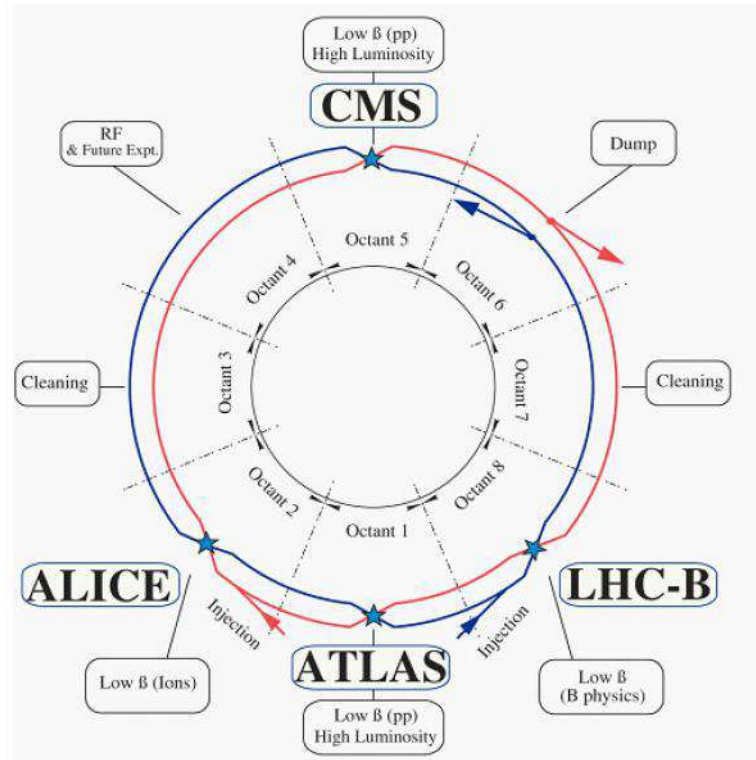 Low ß (pp)
High Luminosity
CMS
RF
& Future Expt.
Dump
Octant 5
Octant 4
Octant 6
Cleaning
Octant 3
Octant 7
Cleaning
Octant 2
Octant 8
Octant 1
ALICE
LHC-B
Injection
Injection
ATLAS
Low ß (Ions)
Low ß
(B physics)
Low ß (pp)
High Luminosity